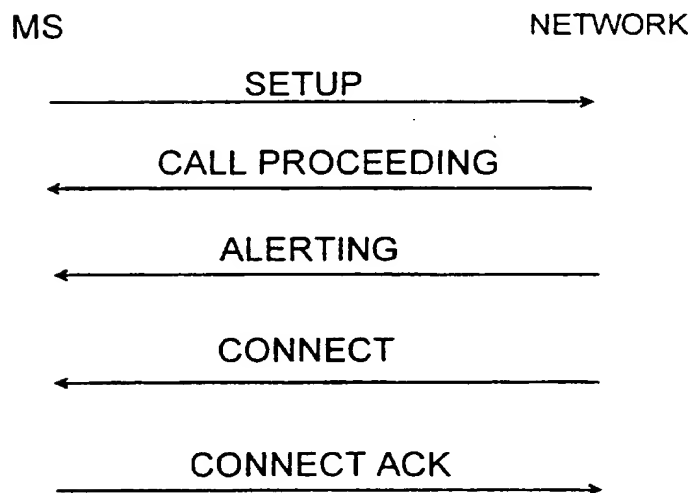 MS
NETWORK
SETUP
CALL PROCEEDING
ALERTING
CONNECT
CONNECT ACK